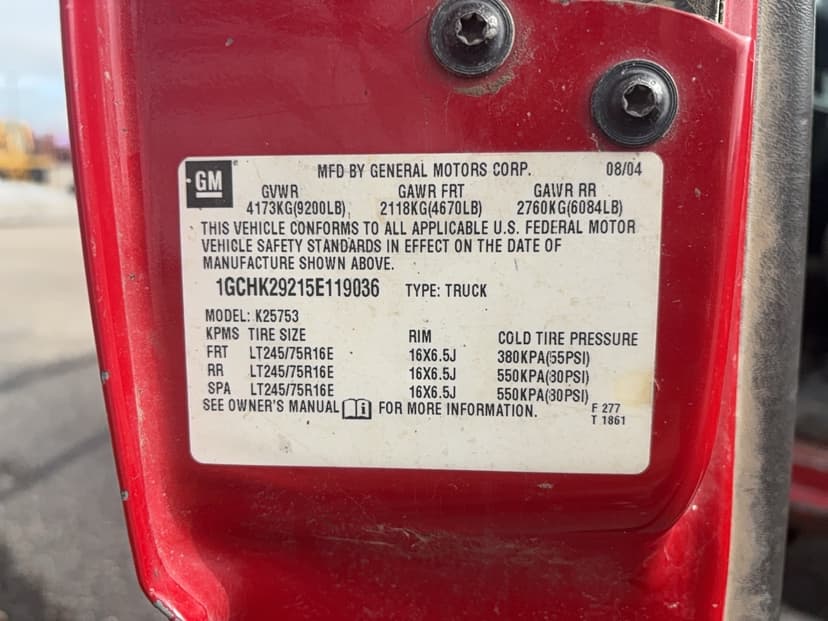 GM
MFD BY GENERAL MOTORS CORP. 08/04
GVWR GAWR FRT GAWR RR
4173KG(9200LB) 2118KG(4670LB) 2760KG(6084LB)
THIS VEHICLE CONFORMS TO ALL APPLICABLE U.S. FEDERAL MOTOR
VEHICLE SAFETY STANDARDS IN EFFECT ON THE DATE OF
MANUFACTURE SHOWN ABOVE.
1GCHK29215E119036 TYPE: TRUCK
MODEL: K25753
KPMS TIRE SIZE RIM COLD TIRE PRESSURE
FRT LT245/75R16E 16X6.5J 380KPA(55PSI)
RR LT245/75R16E 16X6.5J 550KPA(80PSI)
SPA LT245/75R16E 16X6.5J 550KPA(80PSI)
SEE OWNER'S MANUAL i FOR MORE INFORMATION.
F 277
T 1861